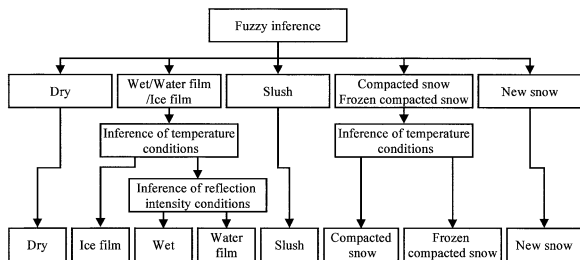 Fuzzy inference
Dry
Wet/Water film
/Ice film
Slush
Compacted snow
Frozen compacted snow
New snow
Inference of temperature
conditions
Inference of temperature
conditions
Inference of reflection
intensity conditions
Dry
Ice film
Wet
Water
film
Slush
Compacted
snow
Frozen
compacted snow
New snow